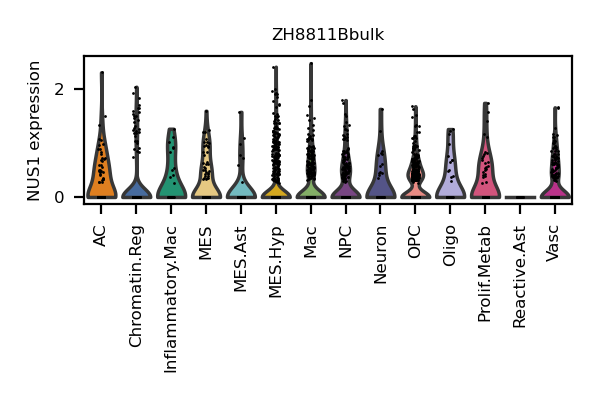 ZH8811Bbulk
NUS1 expression
2
0
AC
Chromatin.Reg
Inflammatory.Mac
MES
MES.Ast
MES.Hyp
Mac
NPC
Neuron
OPC
Oligo
Prolif.Metab
Reactive.Ast
Vasc